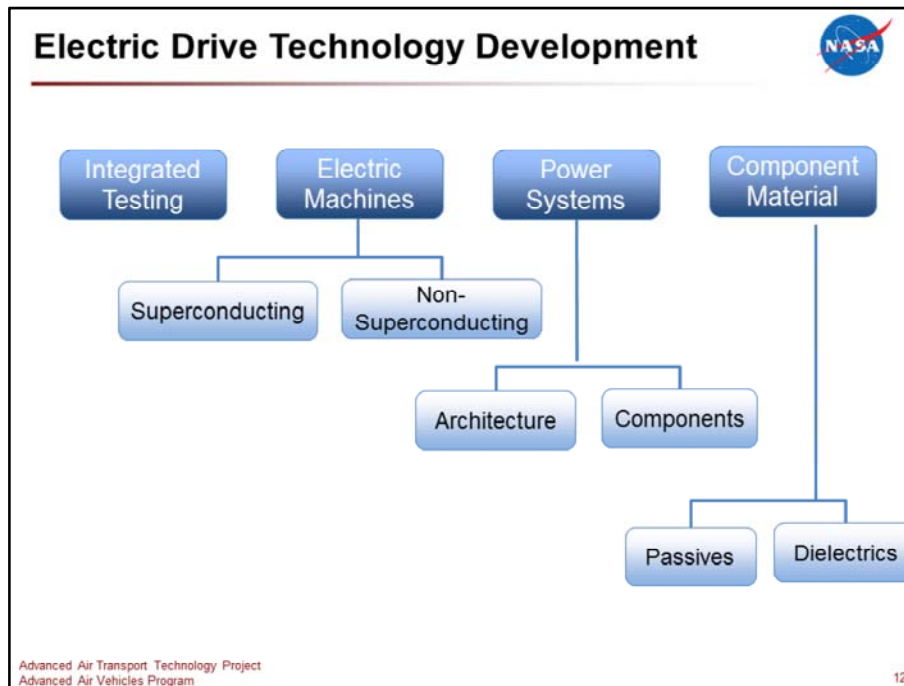 Electric Drive Technology Development
NASA
Integrated
Testing
Electric
Machines
Power
Systems
Component
Material
Superconducting
Non-
Superconducting
Architecture
Components
Passives
Dielectrics
Advanced Air Transport Technology Project
Advanced Air Vehicles Program
12